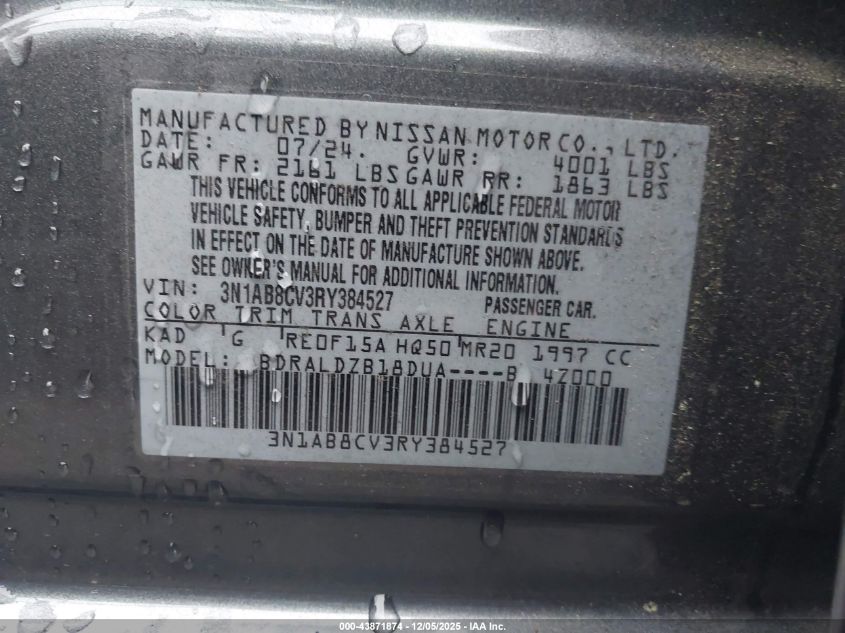 MANUFACTURED BY NISSAN MOTOR CO., LTD.
DATE: 07/24. GVWR: 4001 LBS
GAWR FR: 2161 LBS GAWR RR: 1863 LBS
THIS VEHICLE CONFORMS TO ALL APPLICABLE FEDERAL MOTOR
VEHICLE SAFETY, BUMPER AND THEFT PREVENTION STANDARDS
IN EFFECT ON THE DATE OF MANUFACTURE SHOWN ABOVE.
SEE OWNER'S MANUAL FOR ADDITIONAL INFORMATION.
VIN: 3N1AB8CV3RY384527 PASSENGER CAR.
COLOR TRIM TRANS AXLE ENGINE
KAD G RE0F15A HQ50 MR20 1997 CC
MODEL: BDRALDZB18DUA----B 4Z000
3N1AB8CV3RY384527
000-43871874 - 12/05/2025 - IAA Inc.